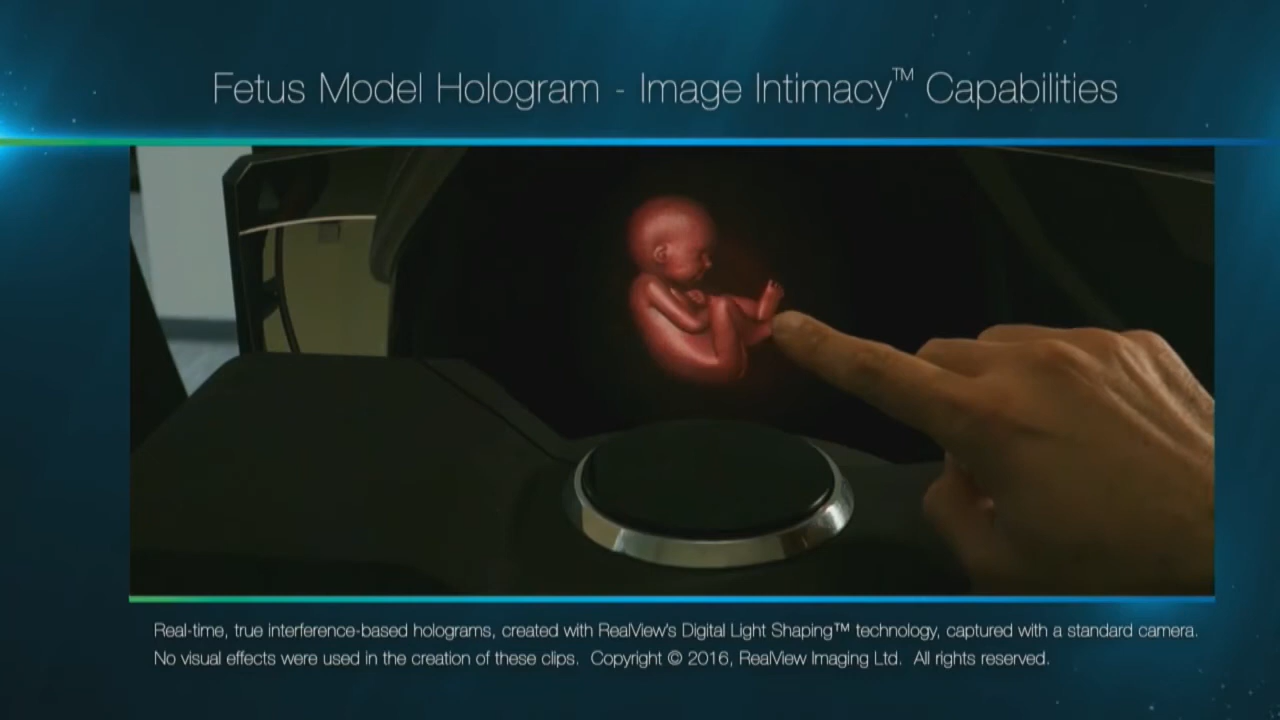 Fetus Model Hologram - Image Intimacy™ Capabilities
Real-time, true interference-based holograms, created with RealView's Digital Light Shaping™ technology, captured with a standard camera.
No visual effects were used in the creation of these clips. Copyright © 2016, RealView Imaging Ltd. All rights reserved.